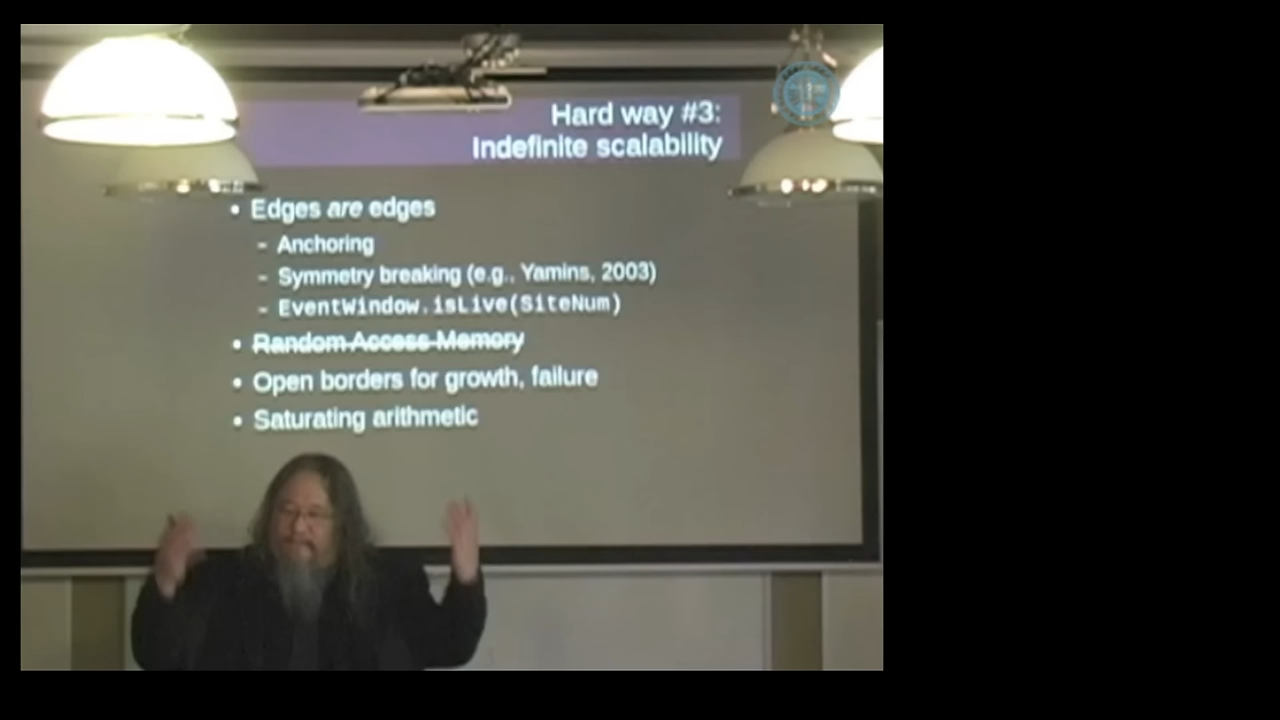 Hard way #3:
Indefinite scalability
• Edges are edges
- Anchoring
- Symmetry breaking (e.g., Yamins, 2003)
- EventWindow.isLive(SiteNum)
• Random Access Memory
• Open borders for growth, failure
• Saturating arithmetic